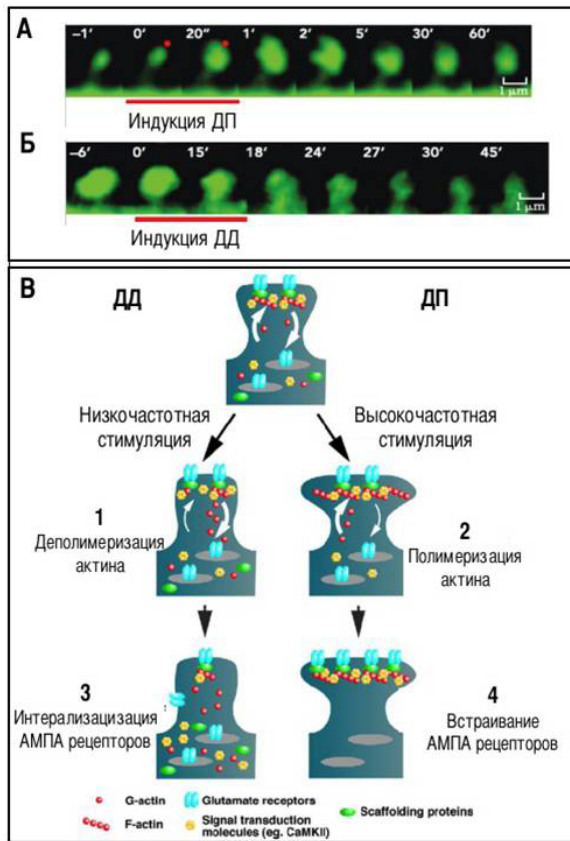 А
–1′ 0′ 20″ 1′ 2′ 5′ 30′ 60′
1 µm
Индукция ДП
Б
–6′ 0′ 15′ 18′ 24′ 27′ 30′ 45′
1 µm
Индукция ДД
В
ДД ДП
Низкочастотная
стимуляция
Высокочастотная
стимуляция
1
Деполимеризация
актина
2
Полимеризация
актина
3
Интерализацизация
АМПА рецепторов
4
Встраивание
АМПА рецепторов
G-actin
F-actin
Glutamate receptors
Signal transduction
molecules (eg. CaMKII)
Scaffolding proteins